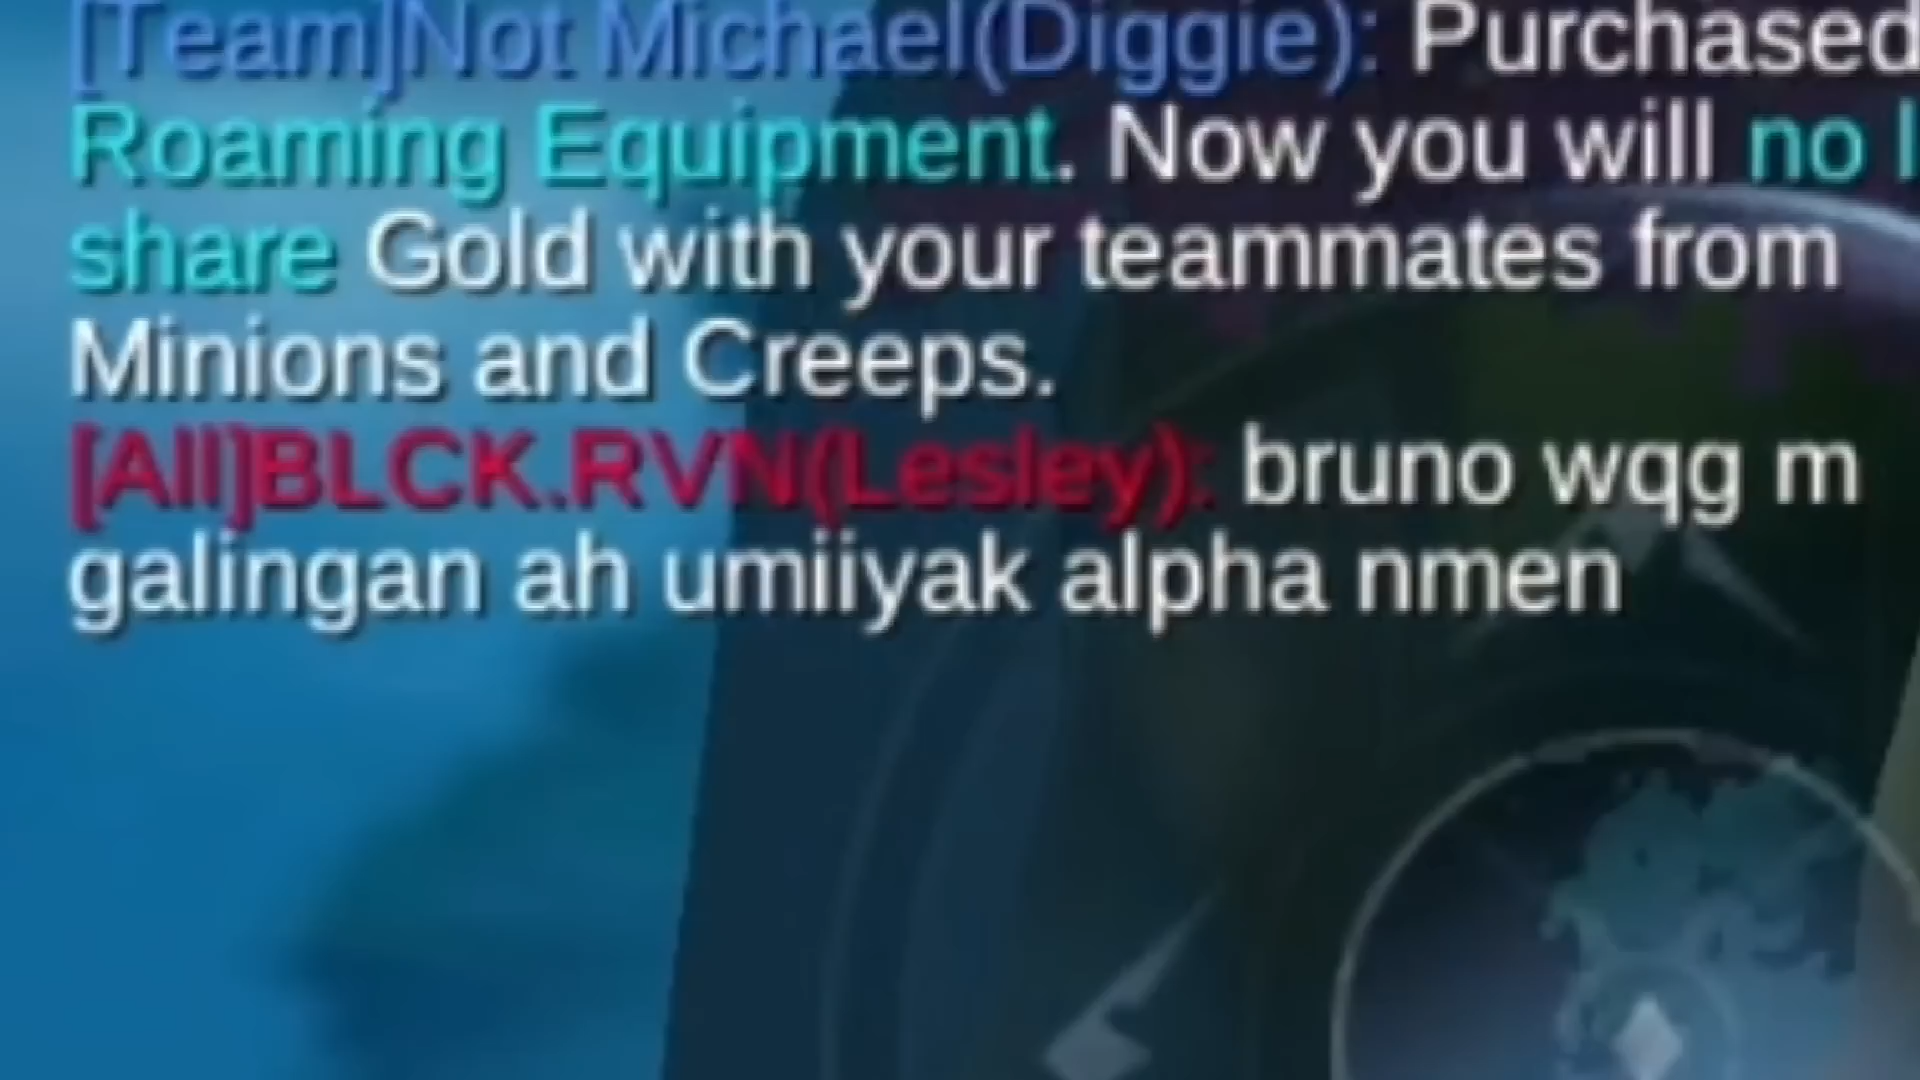 [Team]Not Michael(Diggie): Purchased
Roaming Equipment. Now you will no
share Gold with your teammates from
Minions and Creeps.
[All]BLCK.RVN(Lesley): bruno wqg m
galingan ah umiiyak alpha nmen